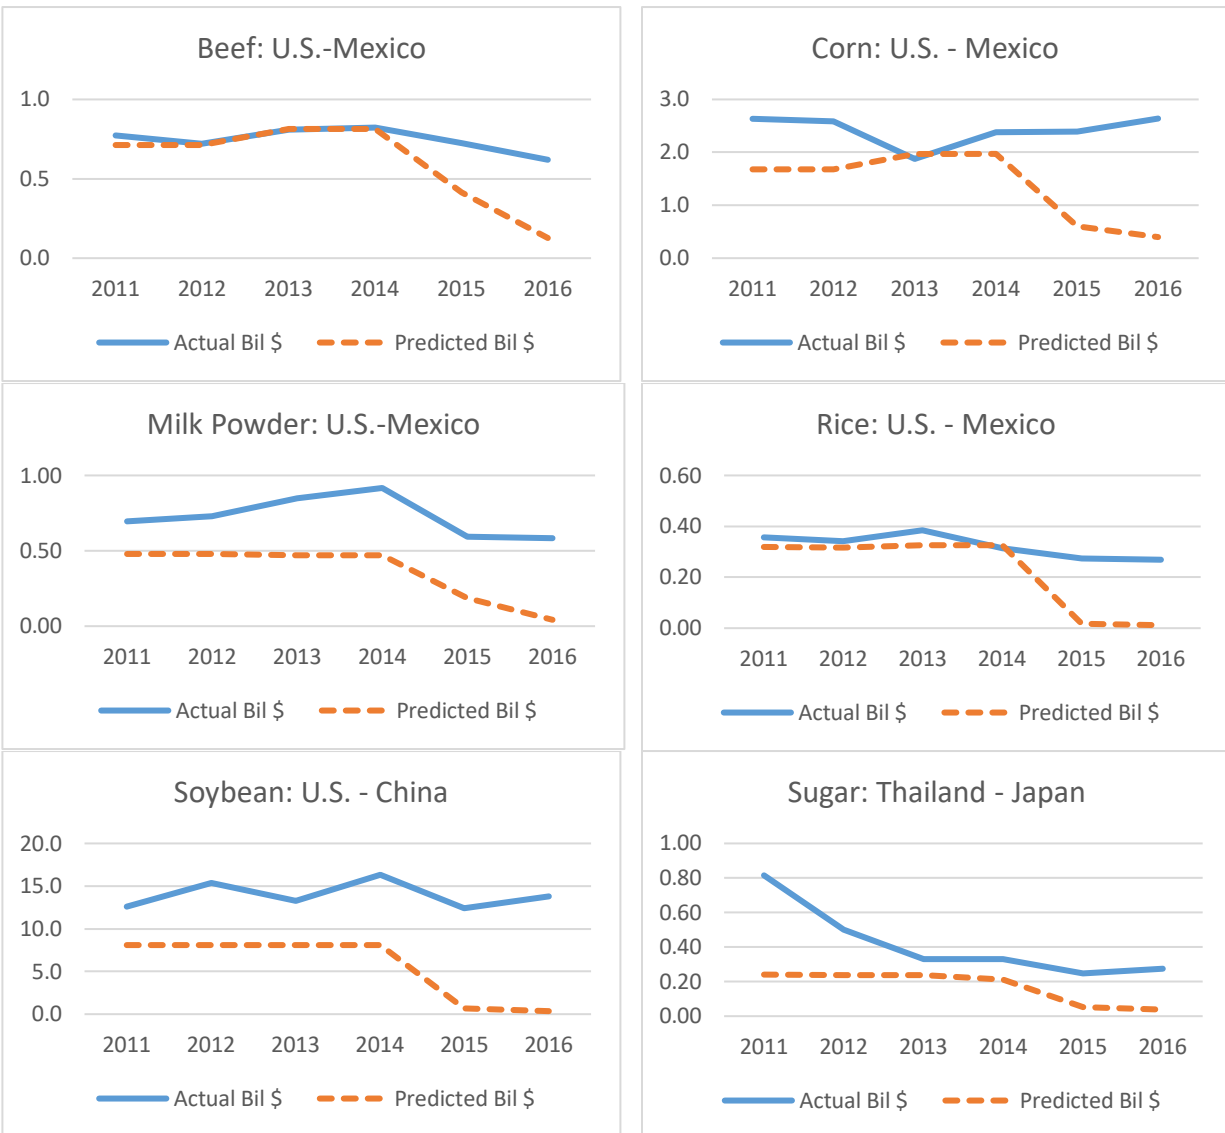 Beef: U.S.-Mexico
1.0
0.5
0.0
2011 2012 2013 2014 2015 2016
Actual Bil $ Predicted Bil $
Corn: U.S. - Mexico
3.0
2.0
1.0
0.0
2011 2012 2013 2014 2015 2016
Actual Bil $ Predicted Bil $
Milk Powder: U.S.-Mexico
1.00
0.50
0.00
2011 2012 2013 2014 2015 2016
Actual Bil $ Predicted Bil $
Rice: U.S. - Mexico
0.60
0.40
0.20
0.00
2011 2012 2013 2014 2015 2016
Actual Bil $ Predicted Bil $
Soybean: U.S. - China
20.0
15.0
10.0
5.0
0.0
2011 2012 2013 2014 2015 2016
Actual Bil $ Predicted Bil $
Sugar: Thailand - Japan
1.00
0.80
0.60
0.40
0.20
0.00
2011 2012 2013 2014 2015 2016
Actual Bil $ Predicted Bil $